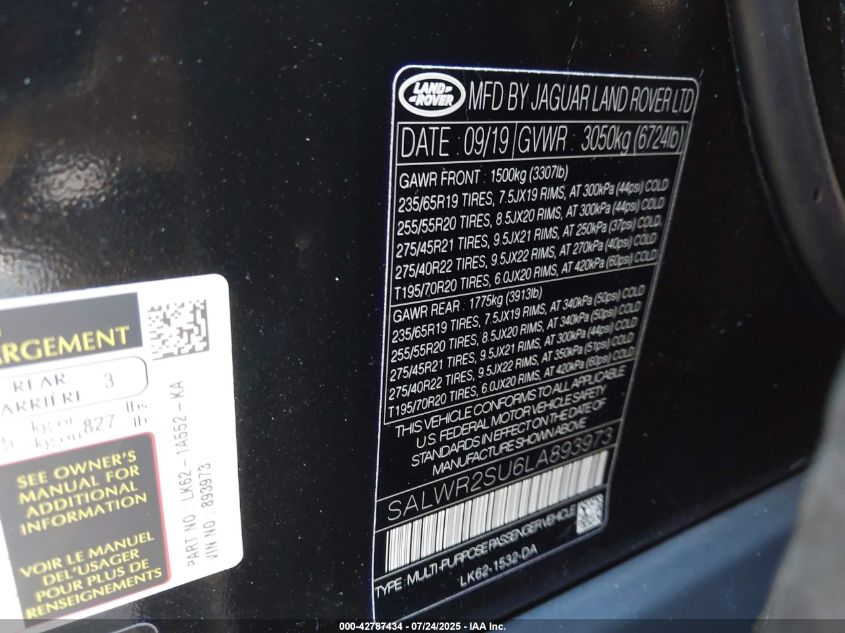 LAND
ROVER
MFD BY JAGUAR LAND ROVER LTD
DATE : 09/19 GVWR : 3050kg (6724lb)
GAWR FRONT : 1500kg (3307lb)
235/65R19 TIRES, 7.5JX19 RIMS, AT 300kPa (44psi) COLD
255/55R20 TIRES, 8.5JX20 RIMS, AT 300kPa (44psi) COLD
275/45R21 TIRES, 9.5JX21 RIMS, AT 250kPa (37psi) COLD,
275/40R22 TIRES, 9.5JX22 RIMS, AT 270kPa (40psi) COLD
T195/70R20 TIRES, 6.0JX20 RIMS, AT 420kPa (60psi) COLD
GAWR REAR : 1775kg (3913lb)
235/65R19 TIRES, 7.5JX19 RIMS, AT 340kPa (50psi) COLD
255/55R20 TIRES, 8.5JX20 RIMS, AT 340kPa (50psi) COLD
275/45R21 TIRES, 9.5JX21 RIMS, AT 300kPa (44psi) COLD
275/40R22 TIRES, 9.5JX22 RIMS, AT 350kPa (51psi) COLD
T195/70R20 TIRES, 6.0JX20 RIMS, AT 420kPa (60psi) COLD
THIS VEHICLE CONFORMS TO ALL APPLICABLE
U.S. FEDERAL MOTOR VEHICLE SAFETY
STANDARDS IN EFFECT ON THE DATE OF
MANUFACTURE SHOWN ABOVE
SALWR2SU6LA893973
TYPE : MULTI-PURPOSE PASSENGER VEHICLE
LK62-1532-DA
ARGEMENT
REAR
ARRIÈRE 3
kg or
kg ou 827 lbs
lb
SEE OWNER'S
MANUAL FOR
ADDITIONAL
INFORMATION
VOIR LE MANUEL
DE L'USAGER
POUR PLUS DE
RENSEIGNEMENTS
PART NO : LK62-1A552-KA
VIN NO : 893973
000-42787434 - 07/24/2025 - IAA Inc.